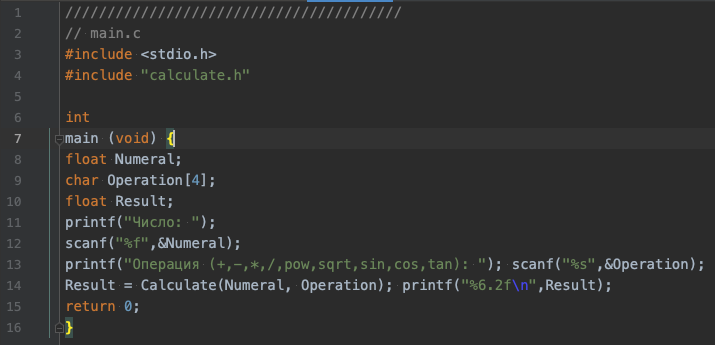 1 ////////////////////////////////////////
2 // main.c
3 #include <stdio.h>
4 #include "calculate.h"
5
6 int
7 main (void) {
8 float Numeral;
9 char Operation[4];
10 float Result;
11 printf("Число: ");
12 scanf("%f",&Numeral);
13 printf("Операция (+,-,*,/,pow,sqrt,sin,cos,tan): "); scanf("%s",&Operation);
14 Result = Calculate(Numeral, Operation); printf("%6.2f\n",Result);
15 return 0;
16 }